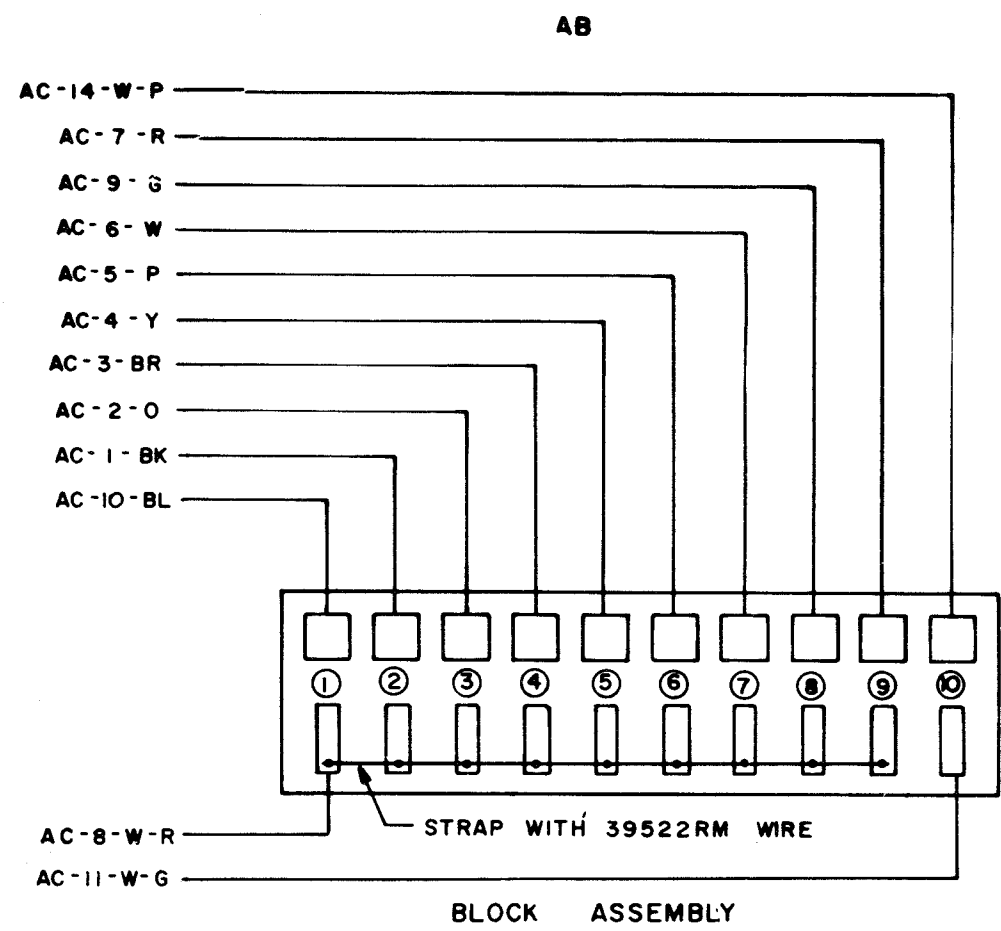 AB
AC-14-W-P
AC-7-R
AC-9-G
AC-6-W
AC-5-P
AC-4-Y
AC-3-BR
AC-2-O
AC-1-BK
AC-10-BL
1 2 3 4 5 6 7 8 9 10
STRAP WITH 39522RM WIRE
AC-8-W-R
AC-11-W-G
BLOCK ASSEMBLY